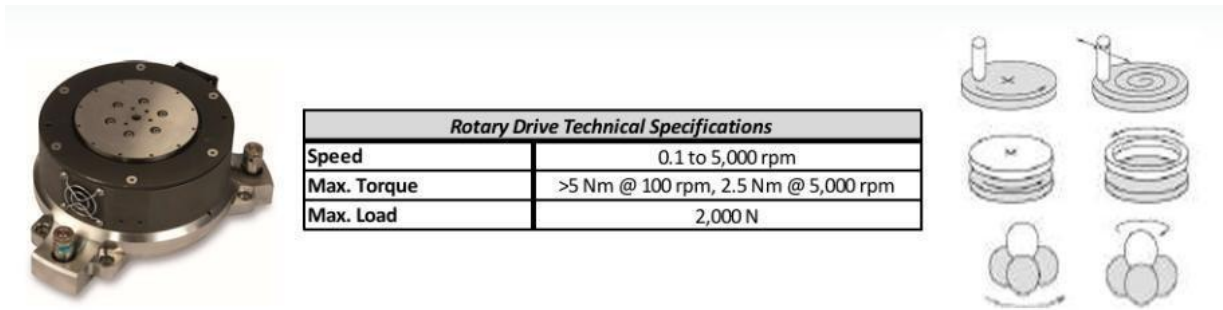 Rotary Drive Technical Specifications
Speed 0.1 to 5,000 rpm
Max. Torque >5 Nm @ 100 rpm, 2.5 Nm @ 5,000 rpm
Max. Load 2,000 N